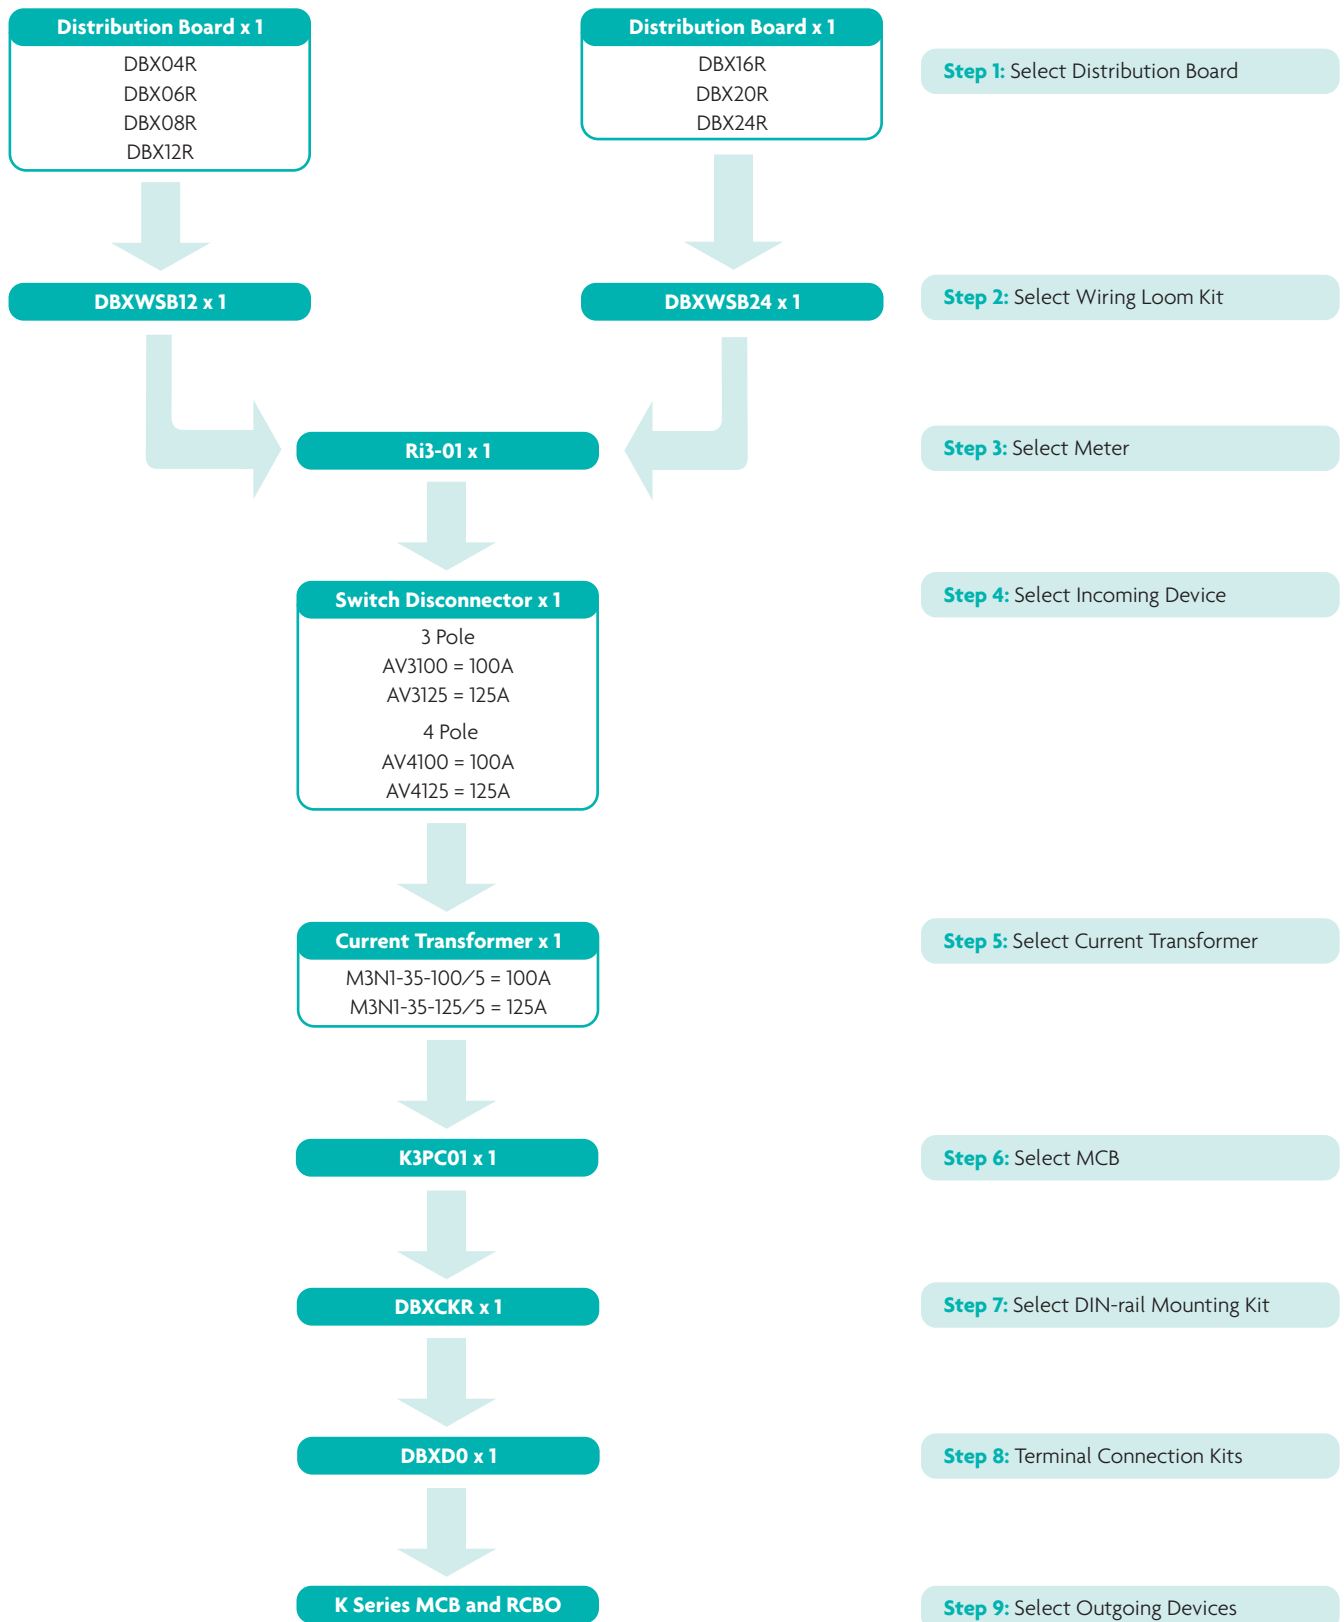 Distribution Board x 1
DBX04R
DBX06R
DBX08R
DBX12R
Distribution Board x 1
DBX16R
DBX20R
DBX24R
Step 1: Select Distribution Board
DBXWSB12 x 1
DBXWSB24 x 1
Step 2: Select Wiring Loom Kit
Ri3-01 x 1
Step 3: Select Meter
Switch Disconnector x 1
3 Pole
AV3100 = 100A
AV3125 = 125A
4 Pole
AV4100 = 100A
AV4125 = 125A
Step 4: Select Incoming Device
Current Transformer x 1
M3N1-35-100/5 = 100A
M3N1-35-125/5 = 125A
Step 5: Select Current Transformer
K3PC01 x 1
Step 6: Select MCB
DBXCKR x 1
Step 7: Select DIN-rail Mounting Kit
DBXD0 x 1
Step 8: Terminal Connection Kits
K Series MCB and RCBO
Step 9: Select Outgoing Devices